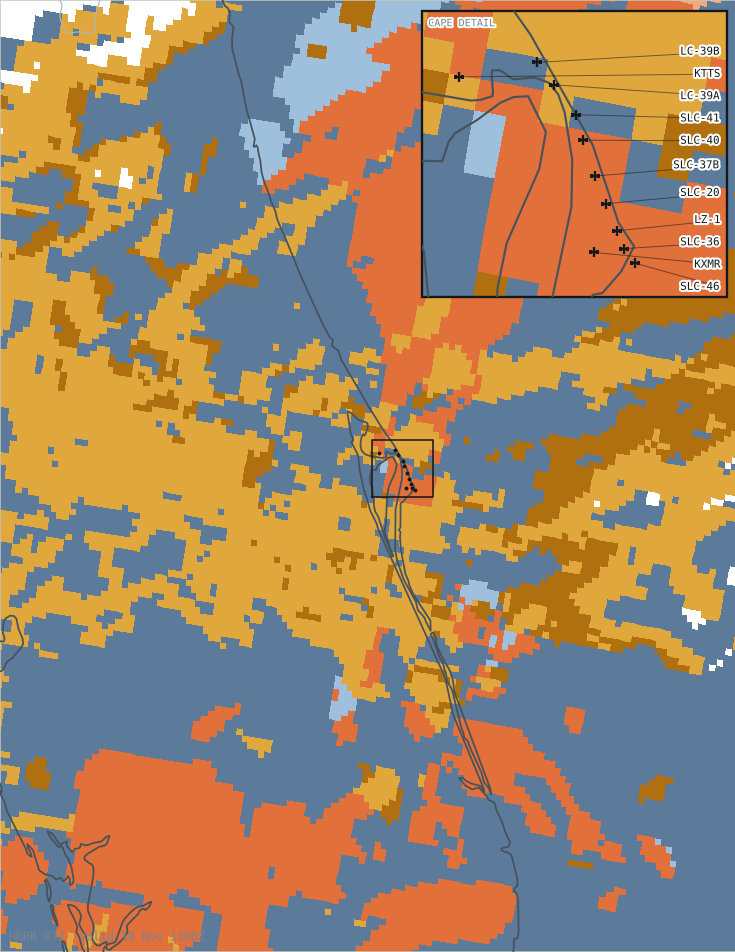 CAPE DETAIL
LC-39B
KTTS
LC-39A
SLC-41
SLC-40
SLC-37B
SLC-20
LZ-1
SLC-36
KXMR
SLC-46